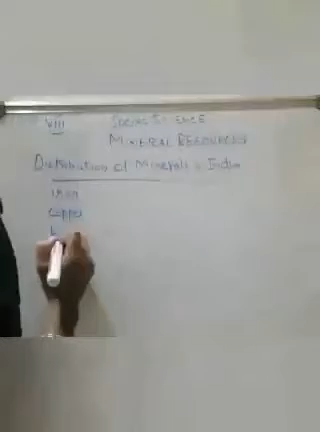 VIII
SOCIAL SCIENCE
MINERAL RESOURCES
Distribution of Minerals in India
Iron
Copper